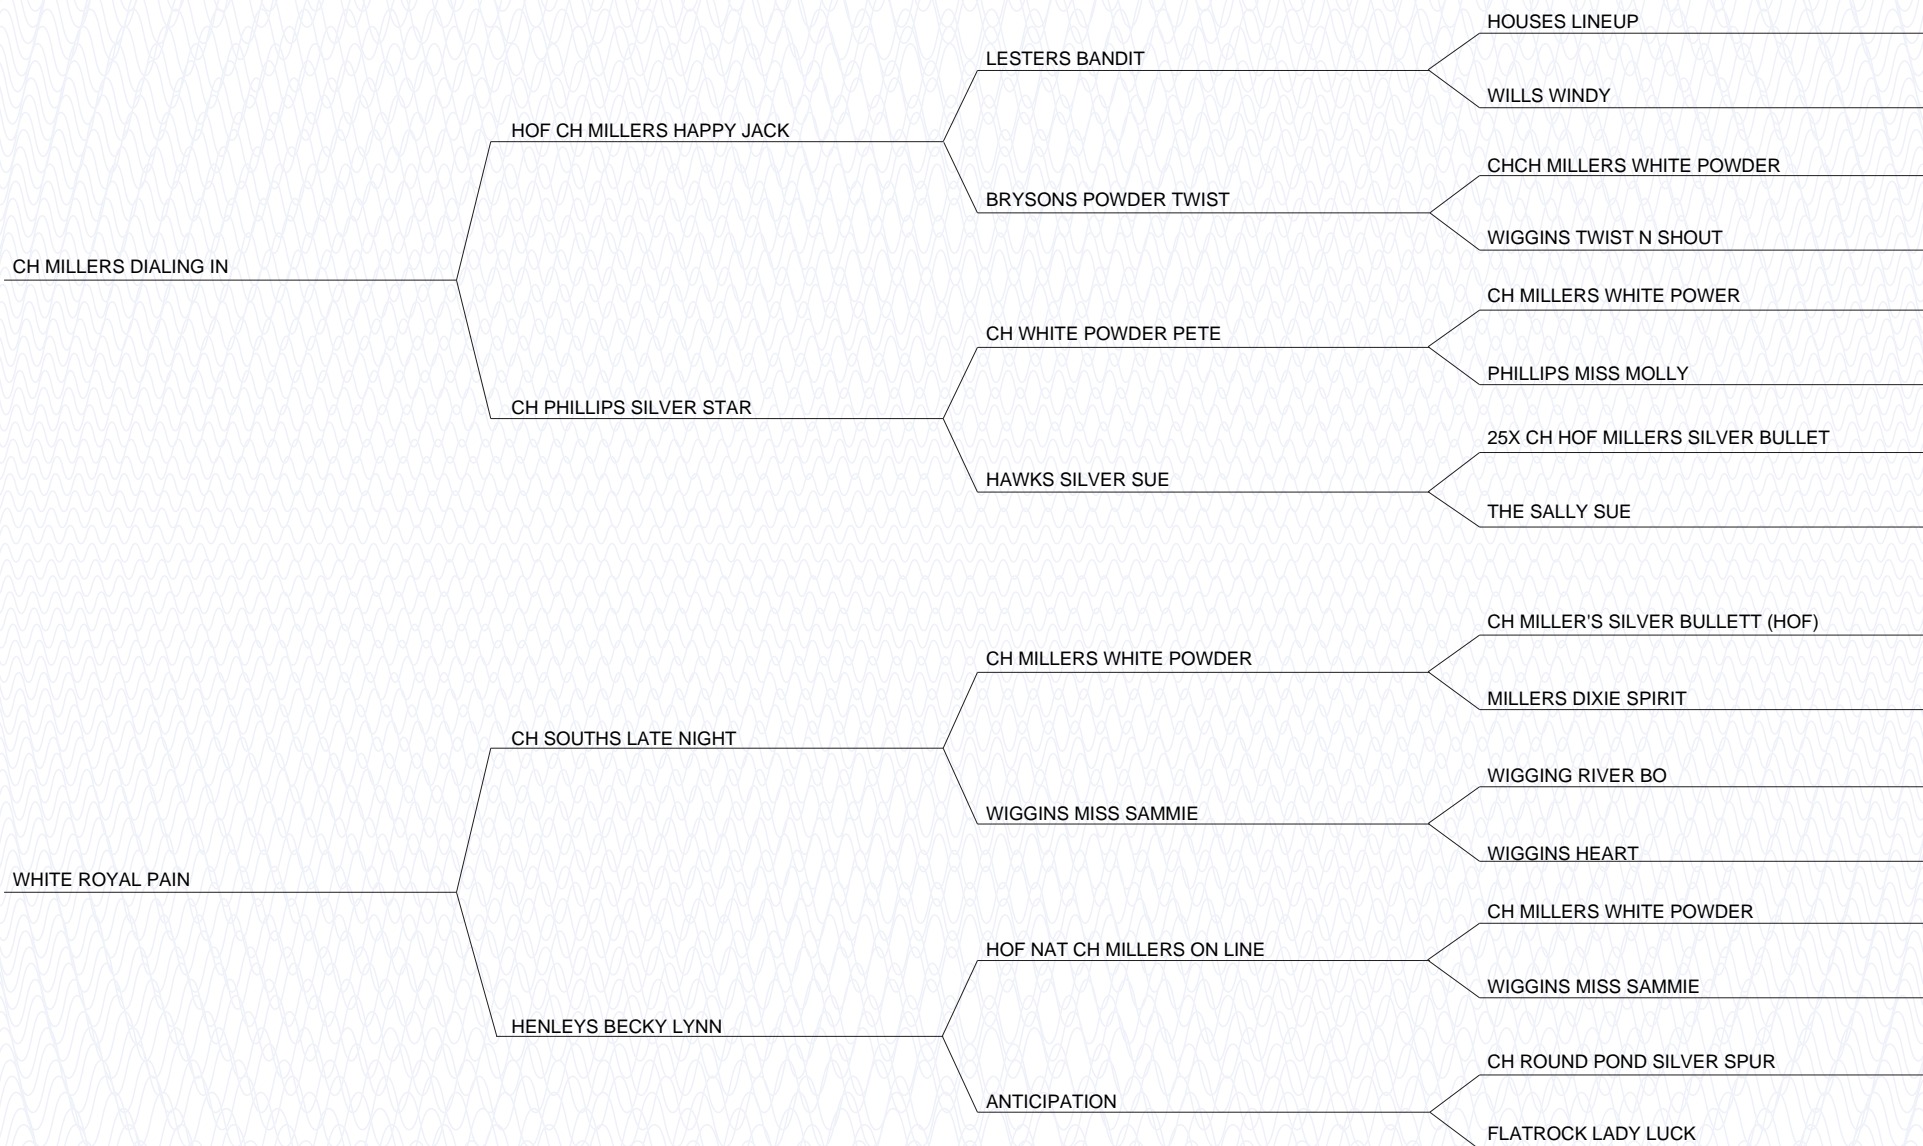 HOUSES LINEUP
LESTERS BANDIT
WILLS WINDY
HOF CH MILLERS HAPPY JACK
CHCH MILLERS WHITE POWDER
BRYSONS POWDER TWIST
WIGGINS TWIST N SHOUT
CH MILLERS DIALING IN
CH MILLERS WHITE POWER
CH WHITE POWDER PETE
PHILLIPS MISS MOLLY
CH PHILLIPS SILVER STAR
25X CH HOF MILLERS SILVER BULLET
HAWKS SILVER SUE
THE SALLY SUE
CH MILLER'S SILVER BULLETT (HOF)
CH MILLERS WHITE POWDER
MILLERS DIXIE SPIRIT
CH SOUTHS LATE NIGHT
WIGGING RIVER BO
WIGGINS MISS SAMMIE
WIGGINS HEART
WHITE ROYAL PAIN
CH MILLERS WHITE POWDER
HOF NAT CH MILLERS ON LINE
WIGGINS MISS SAMMIE
HENLEYS BECKY LYNN
CH ROUND POND SILVER SPUR
ANTICIPATION
FLATROCK LADY LUCK